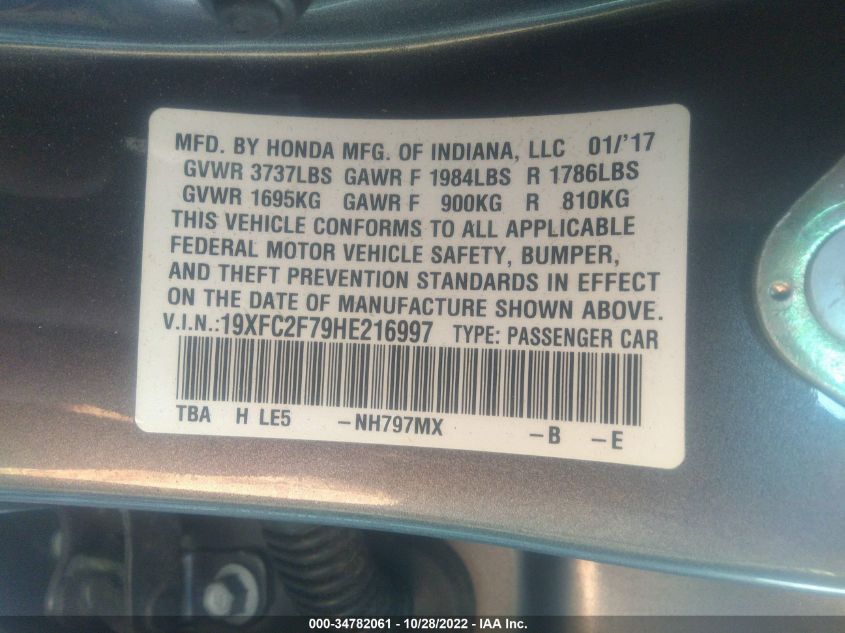 MFD. BY HONDA MFG. OF INDIANA, LLC 01/'17
GVWR 3737LBS GAWR F 1984LBS R 1786LBS
GVWR 1695KG GAWR F 900KG R 810KG
THIS VEHICLE CONFORMS TO ALL APPLICABLE
FEDERAL MOTOR VEHICLE SAFETY, BUMPER,
AND THEFT PREVENTION STANDARDS IN EFFECT
ON THE DATE OF MANUFACTURE SHOWN ABOVE.
V.I.N.:19XFC2F79HE216997 TYPE: PASSENGER CAR
TBA H LE5 -NH797MX -B -E
000-34782061 - 10/28/2022 - IAA Inc.